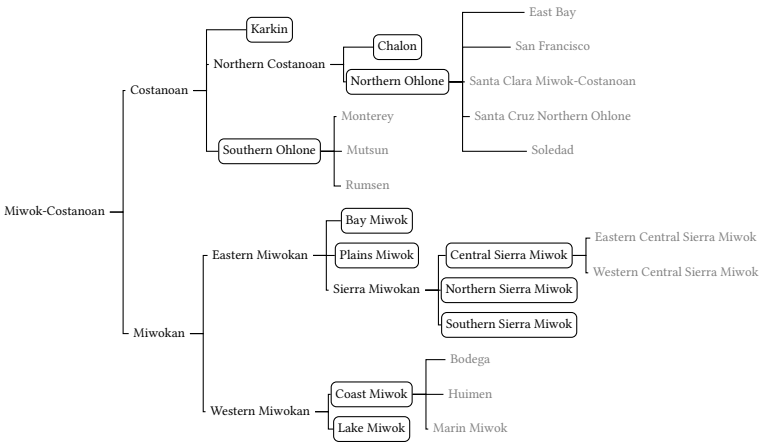 East Bay
Karkin
Chalon
San Francisco
Northern Costanoan
Northern Ohlone
Santa Clara Miwok-Costanoan
Costanoan
Monterey
Santa Cruz Northern Ohlone
Southern Ohlone
Mutsun
Soledad
Rumsen
Miwok-Costanoan
Bay Miwok
Eastern Central Sierra Miwok
Eastern Miwokan
Plains Miwok
Central Sierra Miwok
Western Central Sierra Miwok
Sierra Miwokan
Northern Sierra Miwok
Southern Sierra Miwok
Miwokan
Bodega
Coast Miwok
Huimen
Western Miwokan
Lake Miwok
Marin Miwok